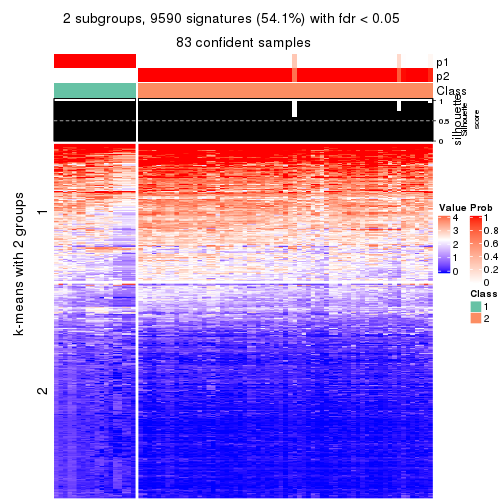 2 subgroups, 9590 signatures (54.1%) with fdr < 0.05
83 confident samples
p1
p2
Class
silhouette
Silhouette
score
1
0.5
0
k-means with 2 groups
1
2
Value
4
3
2
1
0
Prob
1
0.8
0.6
0.4
0.2
0
Class
1
2